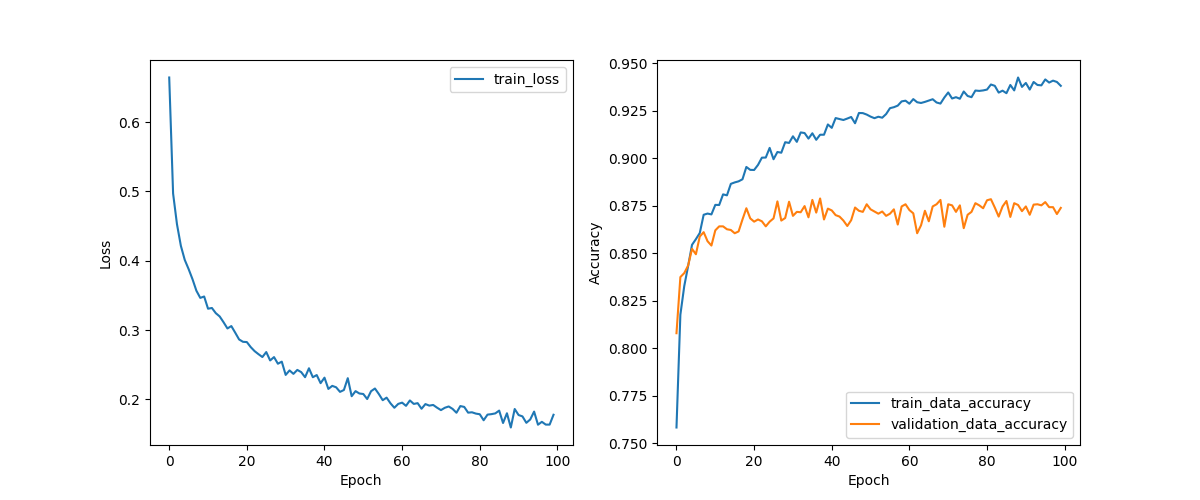 train_loss
0.6
0.5
0.4
0.3
0.2
Loss
0 20 40 60 80 100
Epoch
0.950
0.925
0.900
0.875
0.850
0.825
0.800
0.775
0.750
Accuracy
train_data_accuracy
validation_data_accuracy
0 20 40 60 80 100
Epoch